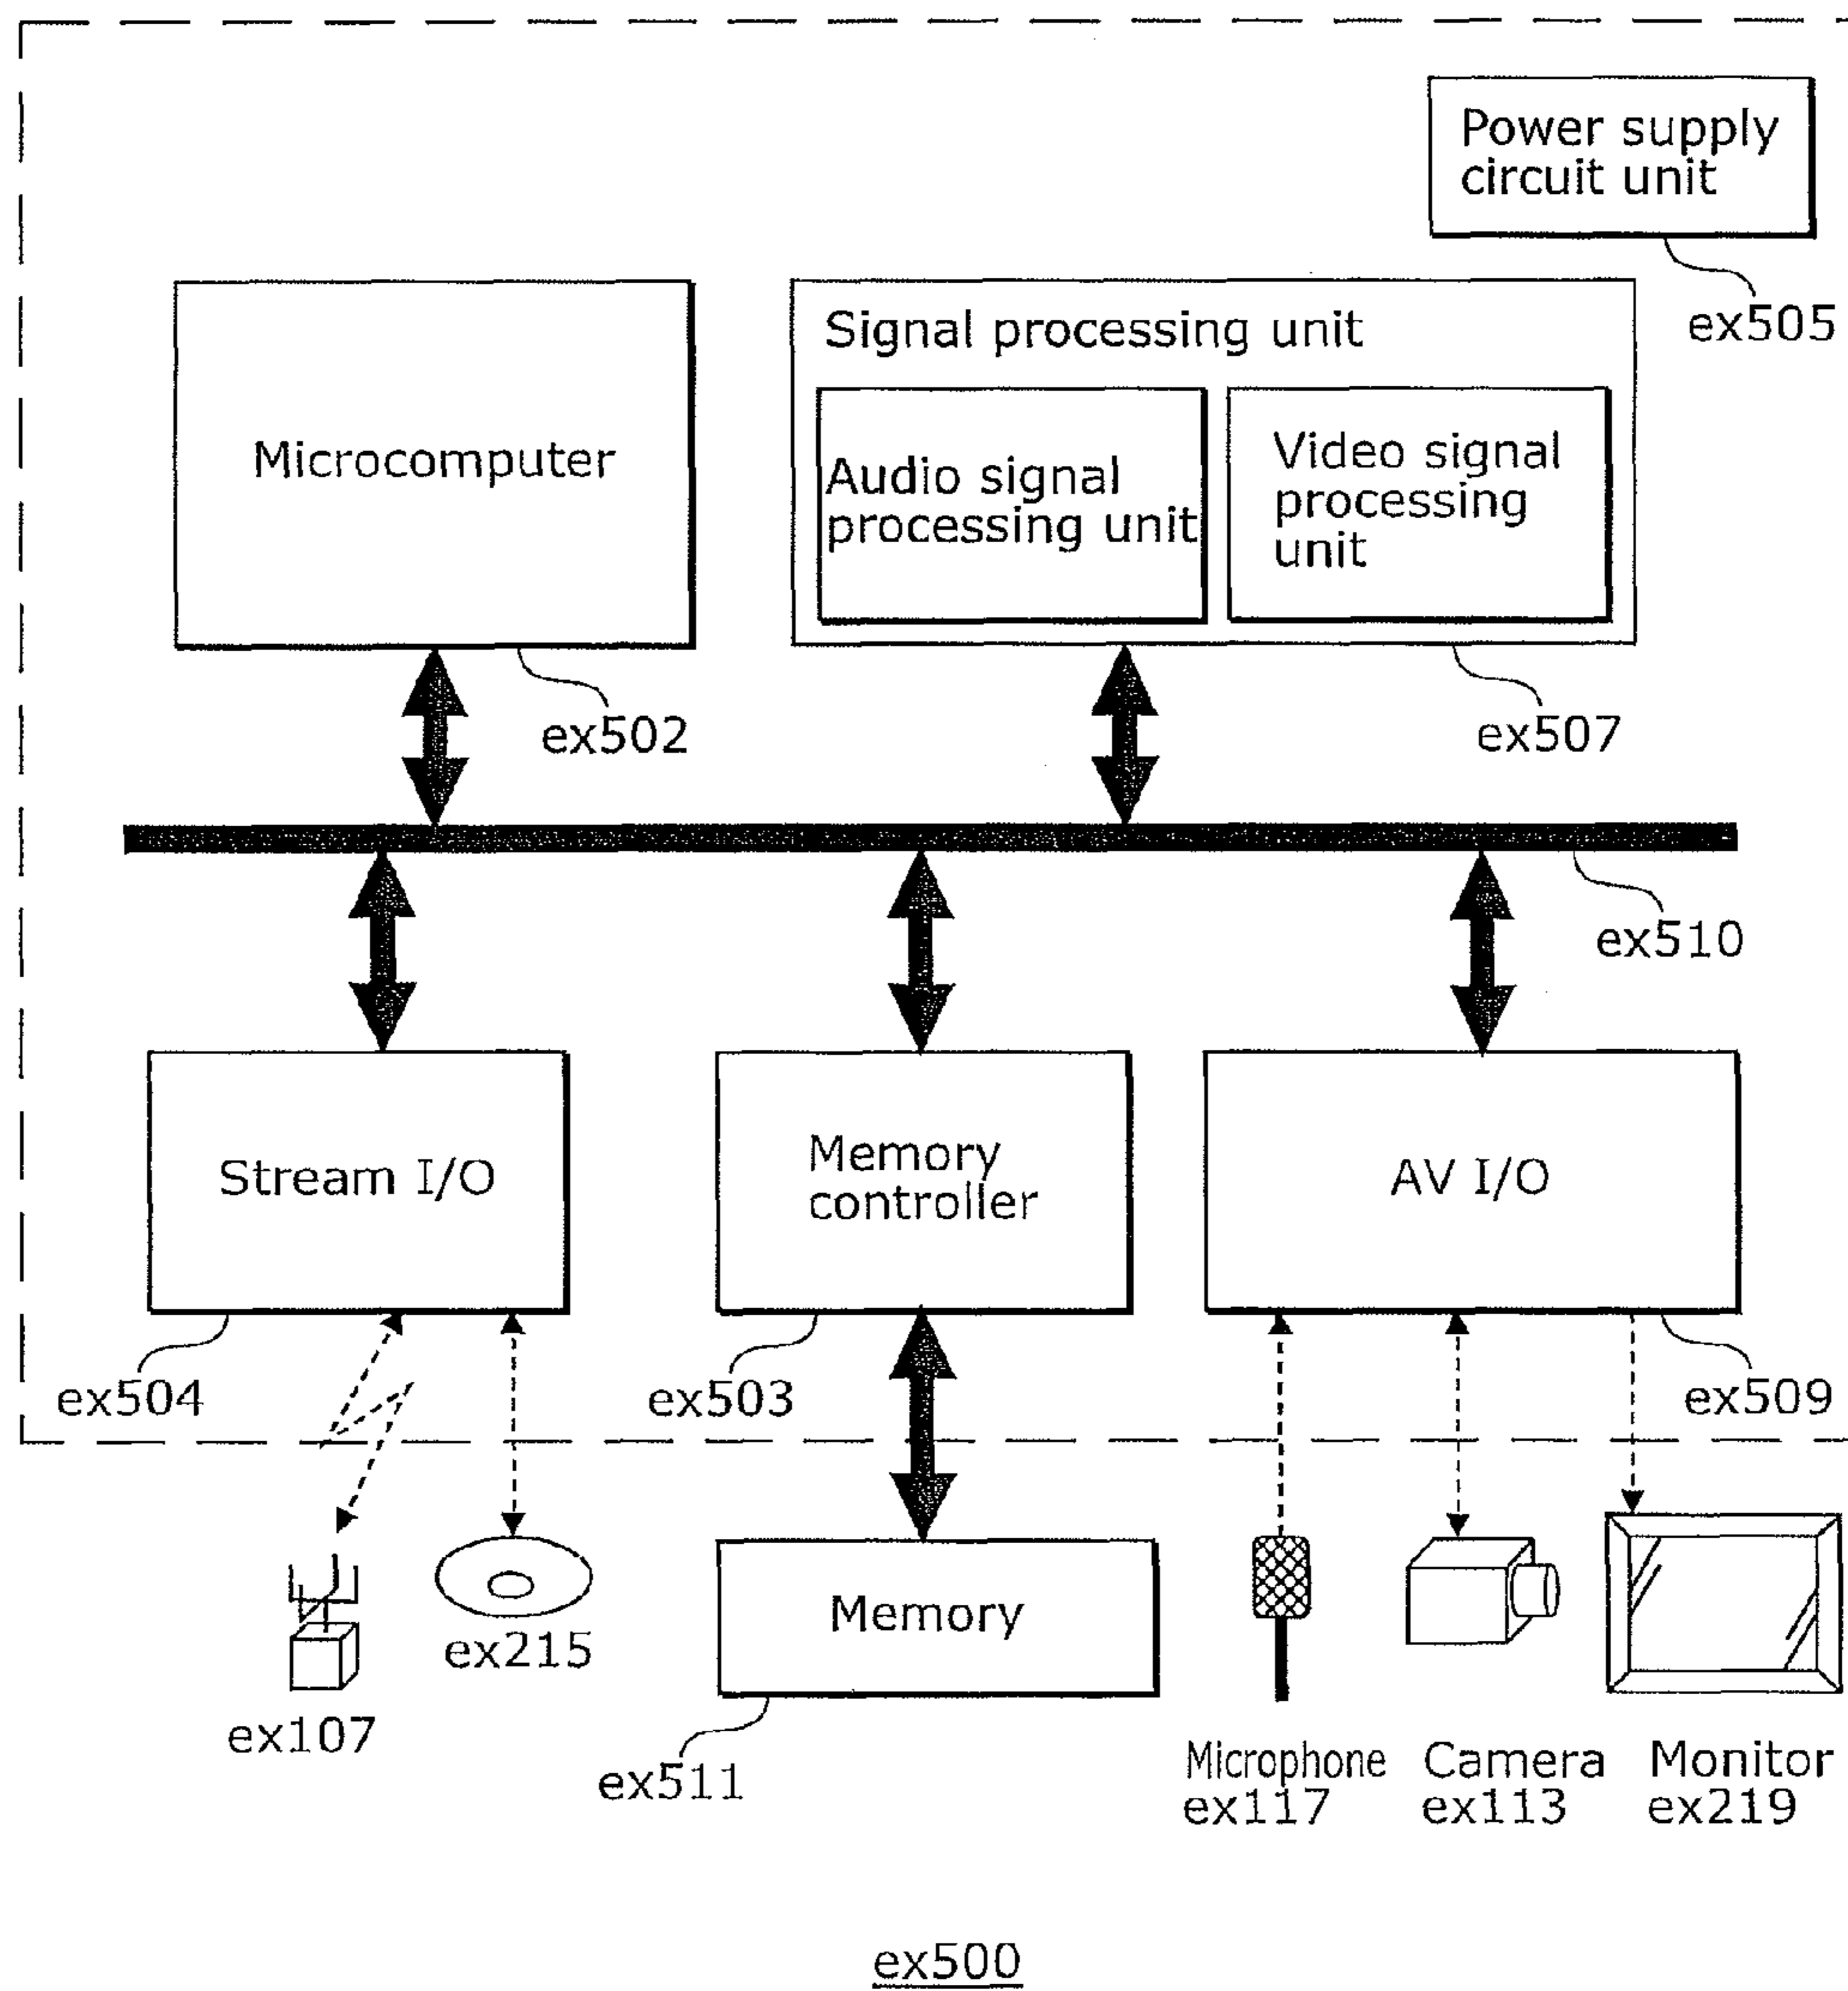 Power supply
circuit unit
ex505
Microcomputer
ex502
Signal processing unit
Audio signal
processing unit
Video signal
processing
unit
ex507
ex510
Stream I/O
ex504
Memory
controller
ex503
AV I/O
ex509
ex107
ex215
Memory
ex511
Microphone
ex117
Camera
ex113
Monitor
ex219
ex500